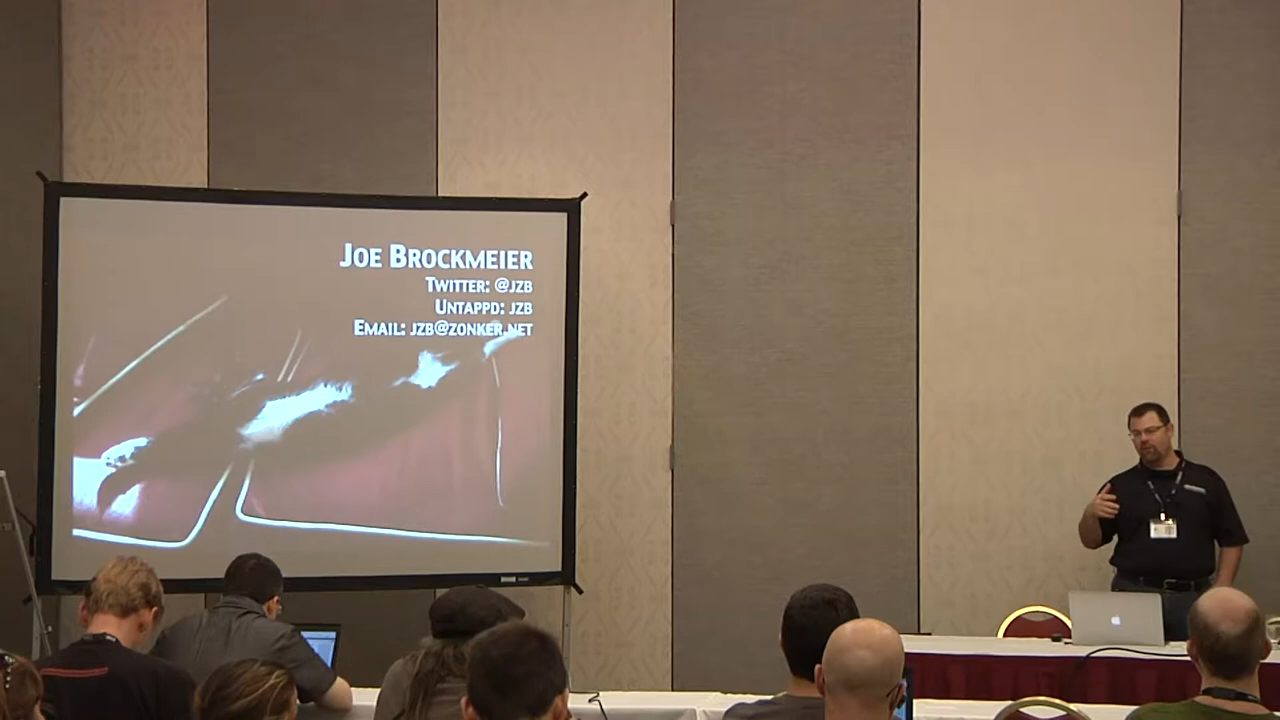 JOE BROCKMEIER
TWITTER: @JZB
UNTAPPD: JZB
EMAIL: JZB@ZONKER.NET